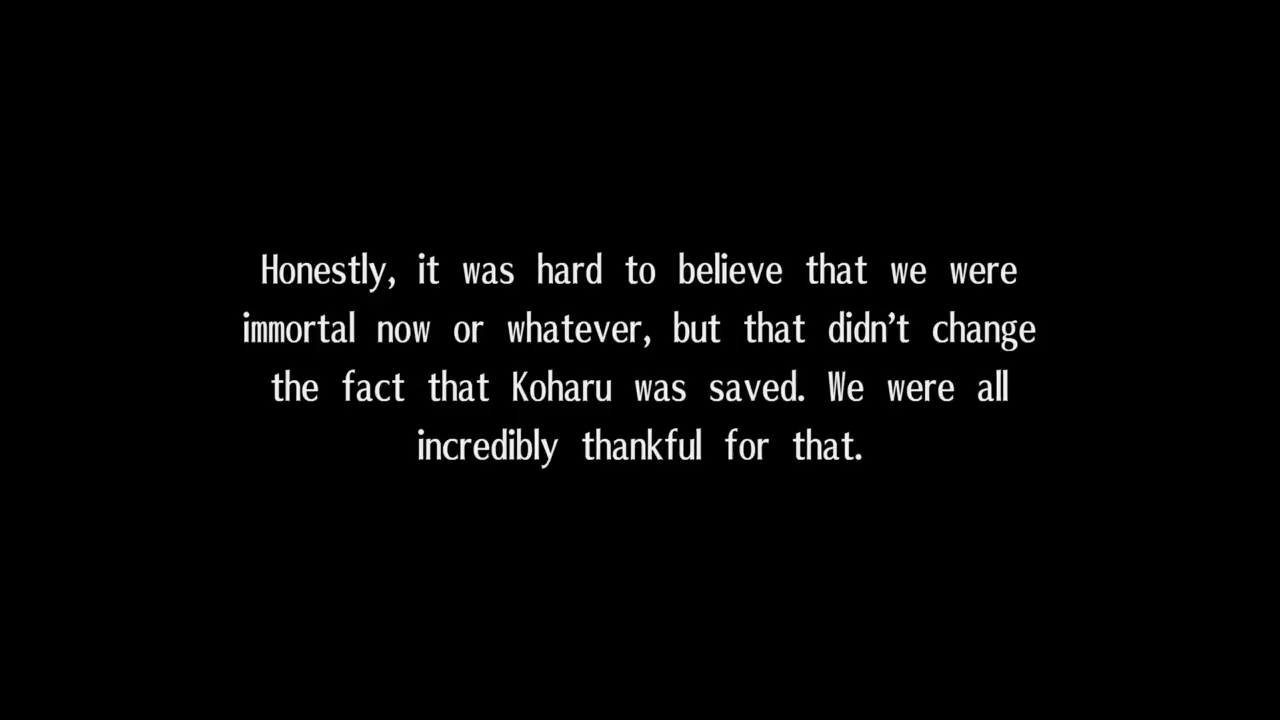 Honestly, it was hard to believe that we were
immortal now or whatever, but that didn’t change
the fact that Koharu was saved. We were all
incredibly thankful for that.